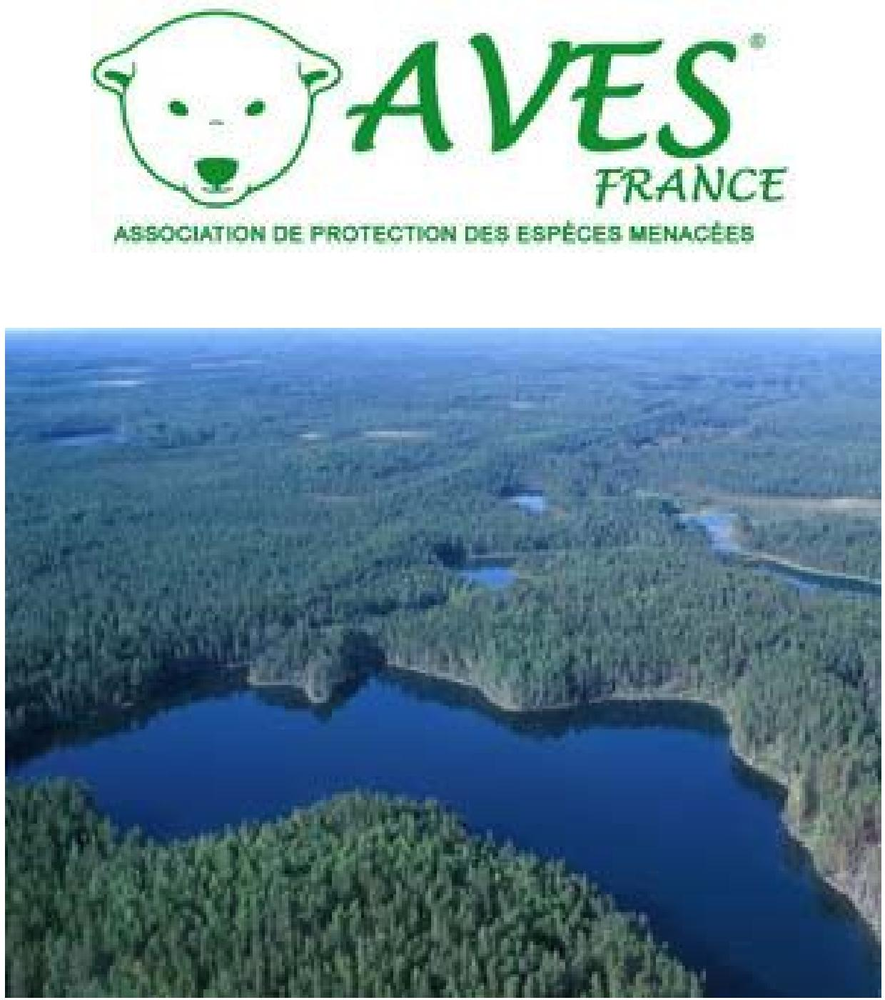 AVES®
FRANCE
ASSOCIATION DE PROTECTION DES ESPÈCES MENACÉES